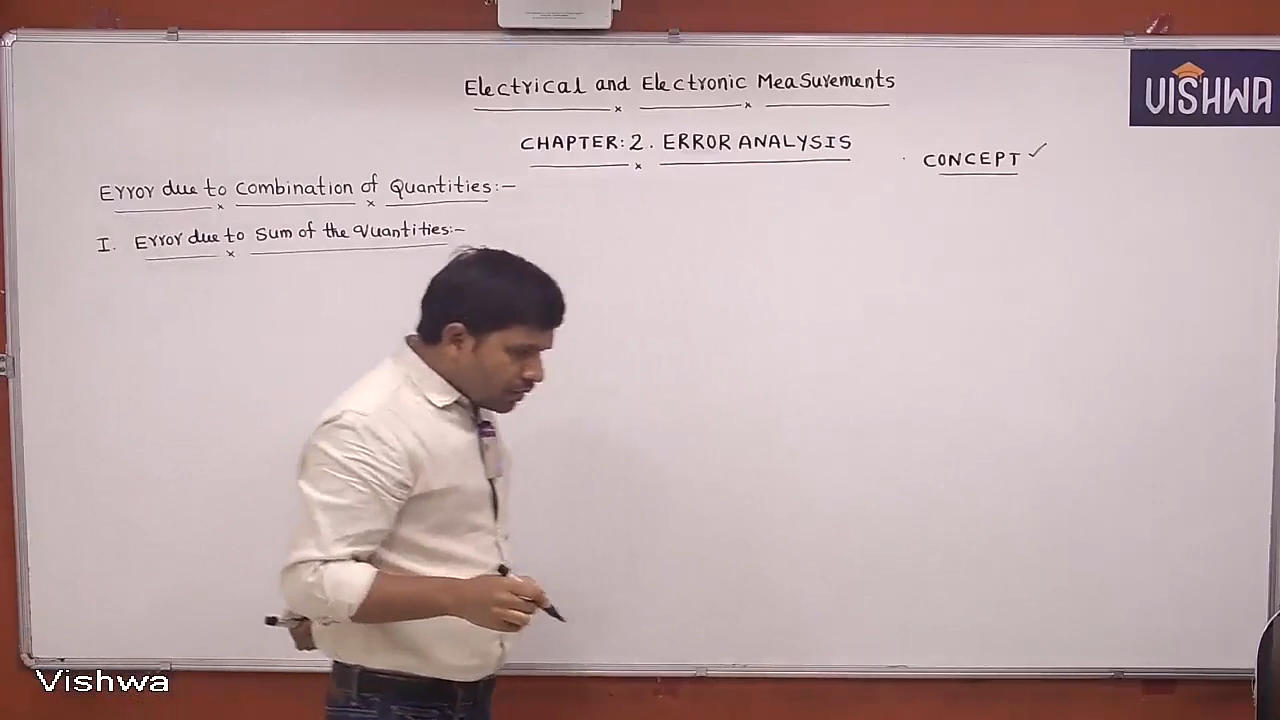 Electrical and Electronic MeaSurements
VISHWA
CHAPTER: 2. ERROR ANALYSIS
CONCEPT ✓
Error due to Combination of Quantities:-
I. Error due to Sum of the Quantities:-
Vishwa